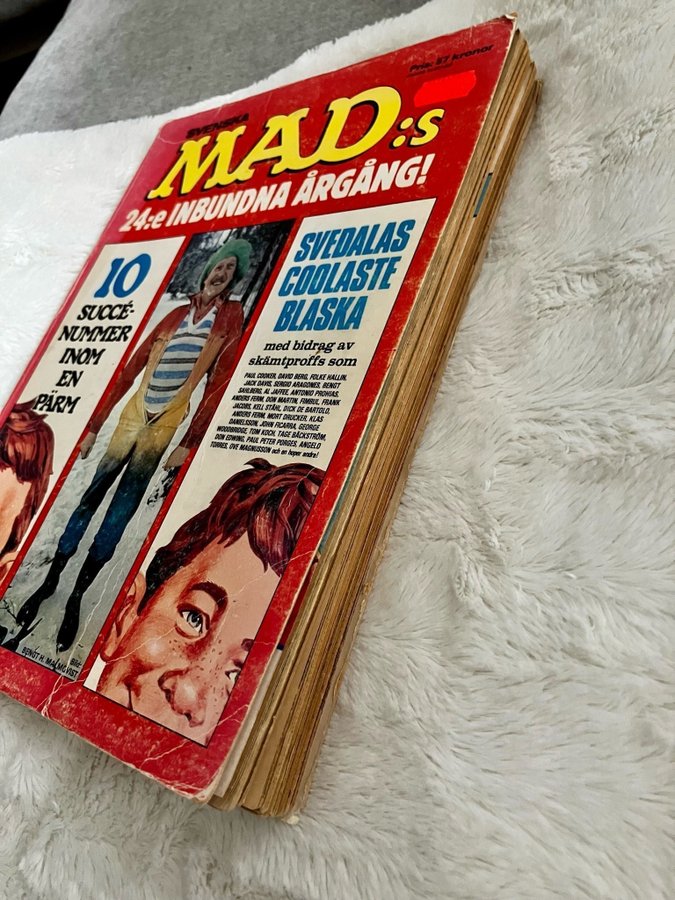 Pris: 57 kronor
SVENSKA
MAD:s
24:e INBUNDNA ÅRGÅNG!
10
SUCCÉ-
NUMMER
INOM
EN
PÄRM
SVEDALAS
COOLASTE
BLASKA
med bidrag av
skämtproffs som
PAUL COOKER, DAVID BERG, FOLKE HALLIN,
JACK DAVIS, SERGIO ARAGONES, BENGT
SAHLBERG, AL JAFFEE, ANTONIO PROHIAS,
ANDERS FERM, DON MARTIN, FIMBUL, FRANK
JACOBS, KELL STÅHL, DICK DE BARTOLO,
ANDERS FERM, MORT DRUCKER, KLAS
DANIELSSON, JOHN FICARRA, GEORGE
WOODBRIDGE, TOM KOCH, TAGE BÄCKSTRÖM,
DON EDWING, PAUL PETER PORGES, ANGELO
TORRES, OVE MAGNUSSON och en hoper andra!
Bild:
BENGT H. MALMQVIST